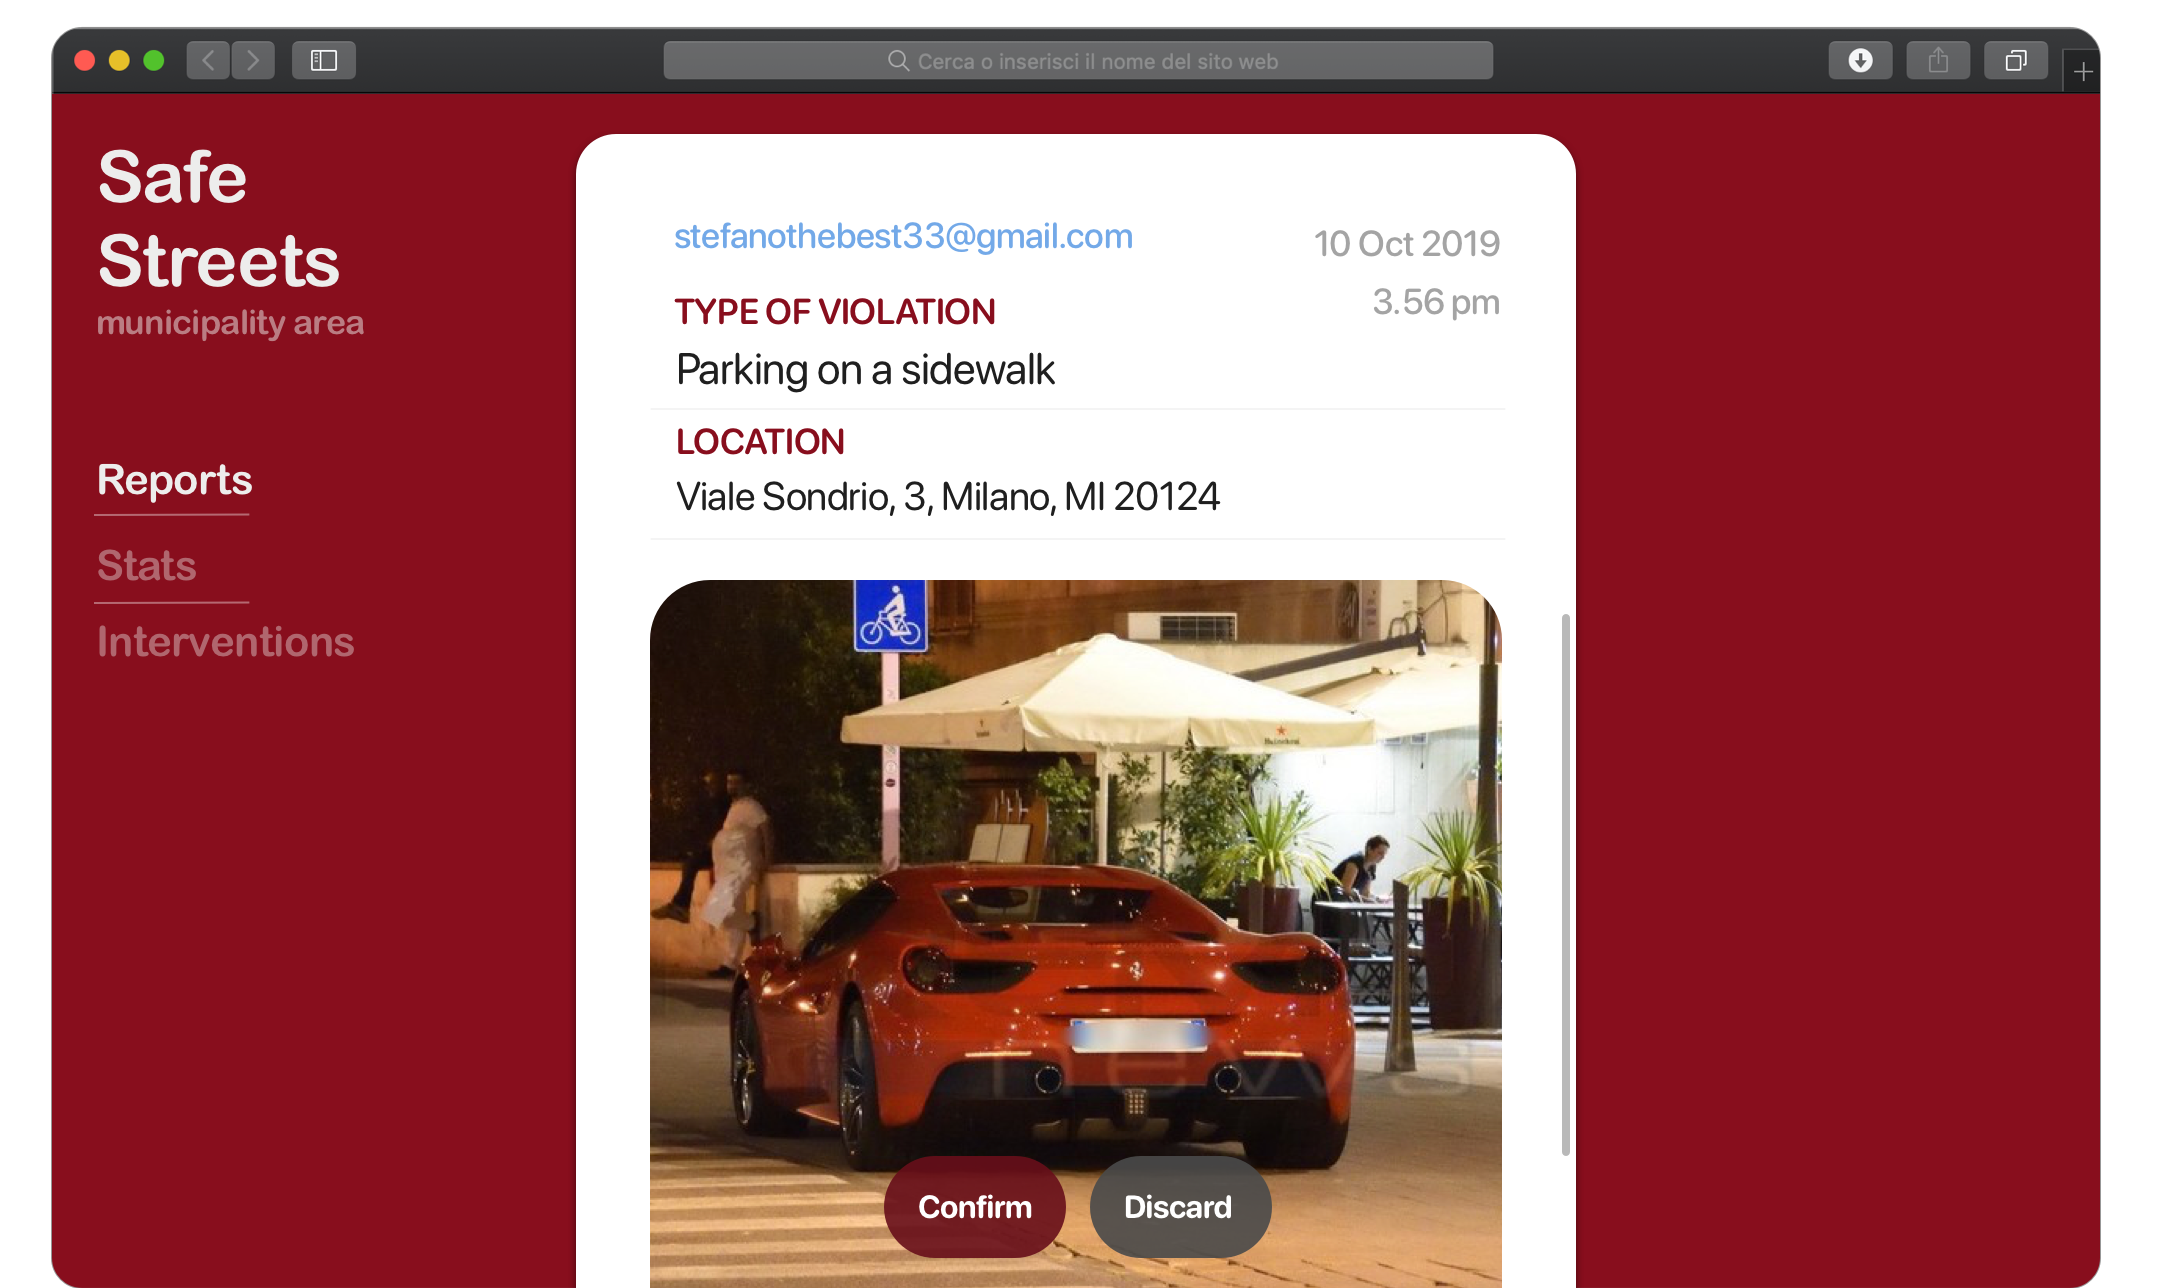 Cerca o inserisci il nome del sito web
Safe
Streets
municipality area
Reports
Stats
Interventions
stefanothebest33@gmail.com
10 Oct 2019
3.56 pm
TYPE OF VIOLATION
Parking on a sidewalk
LOCATION
Viale Sondrio, 3, Milano, MI 20124
Heineken
news
Confirm
Discard